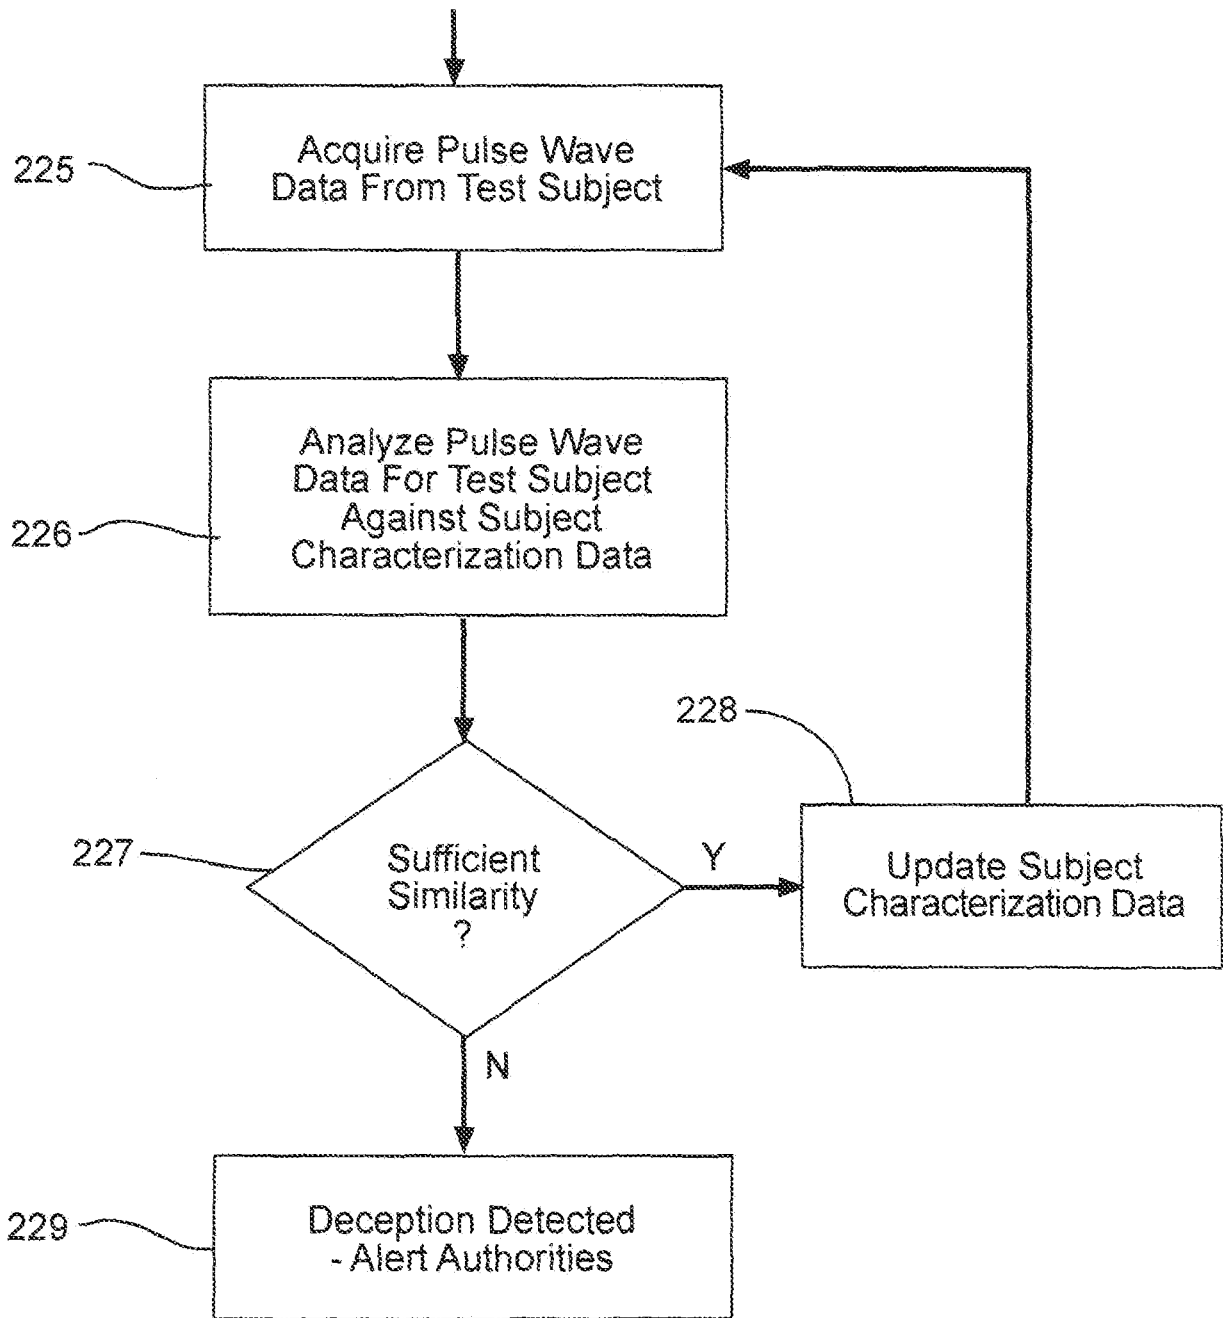 225
Acquire Pulse Wave
Data From Test Subject
226
Analyze Pulse Wave
Data For Test Subject
Against Subject
Characterization Data
227
Sufficient
Similarity
?
Y
228
Update Subject
Characterization Data
N
229
Deception Detected
- Alert Authorities